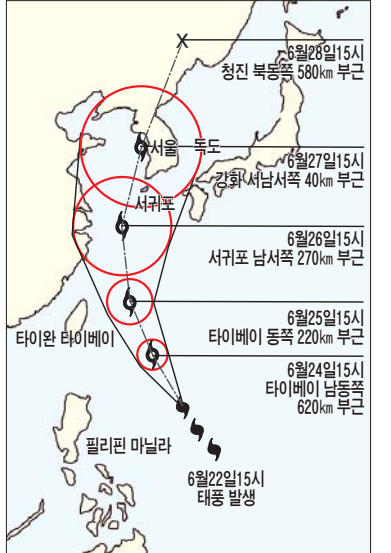 6월28일15시
청진 북동쪽 580km 부근
서울 독도
6월27일15시
강화 서남서쪽 40km 부근
서귀포
6월26일15시
서귀포 남서쪽 270km 부근
6월25일15시
타이베이 동쪽 220km 부근
타이완 타이베이
6월24일15시
타이베이 남동쪽
620km 부근
필리핀 마닐라
6월22일15시
태풍 발생